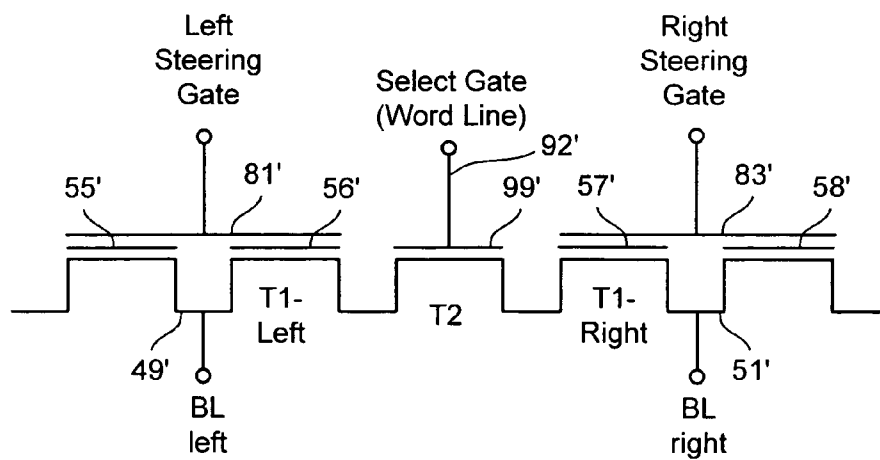 Left
Steering
Gate
Right
Steering
Gate
Select Gate
(Word Line)
92'
55'
81'
56'
99'
57'
83'
58'
T1-
Left
T2
T1-
Right
49'
51'
BL
left
BL
right